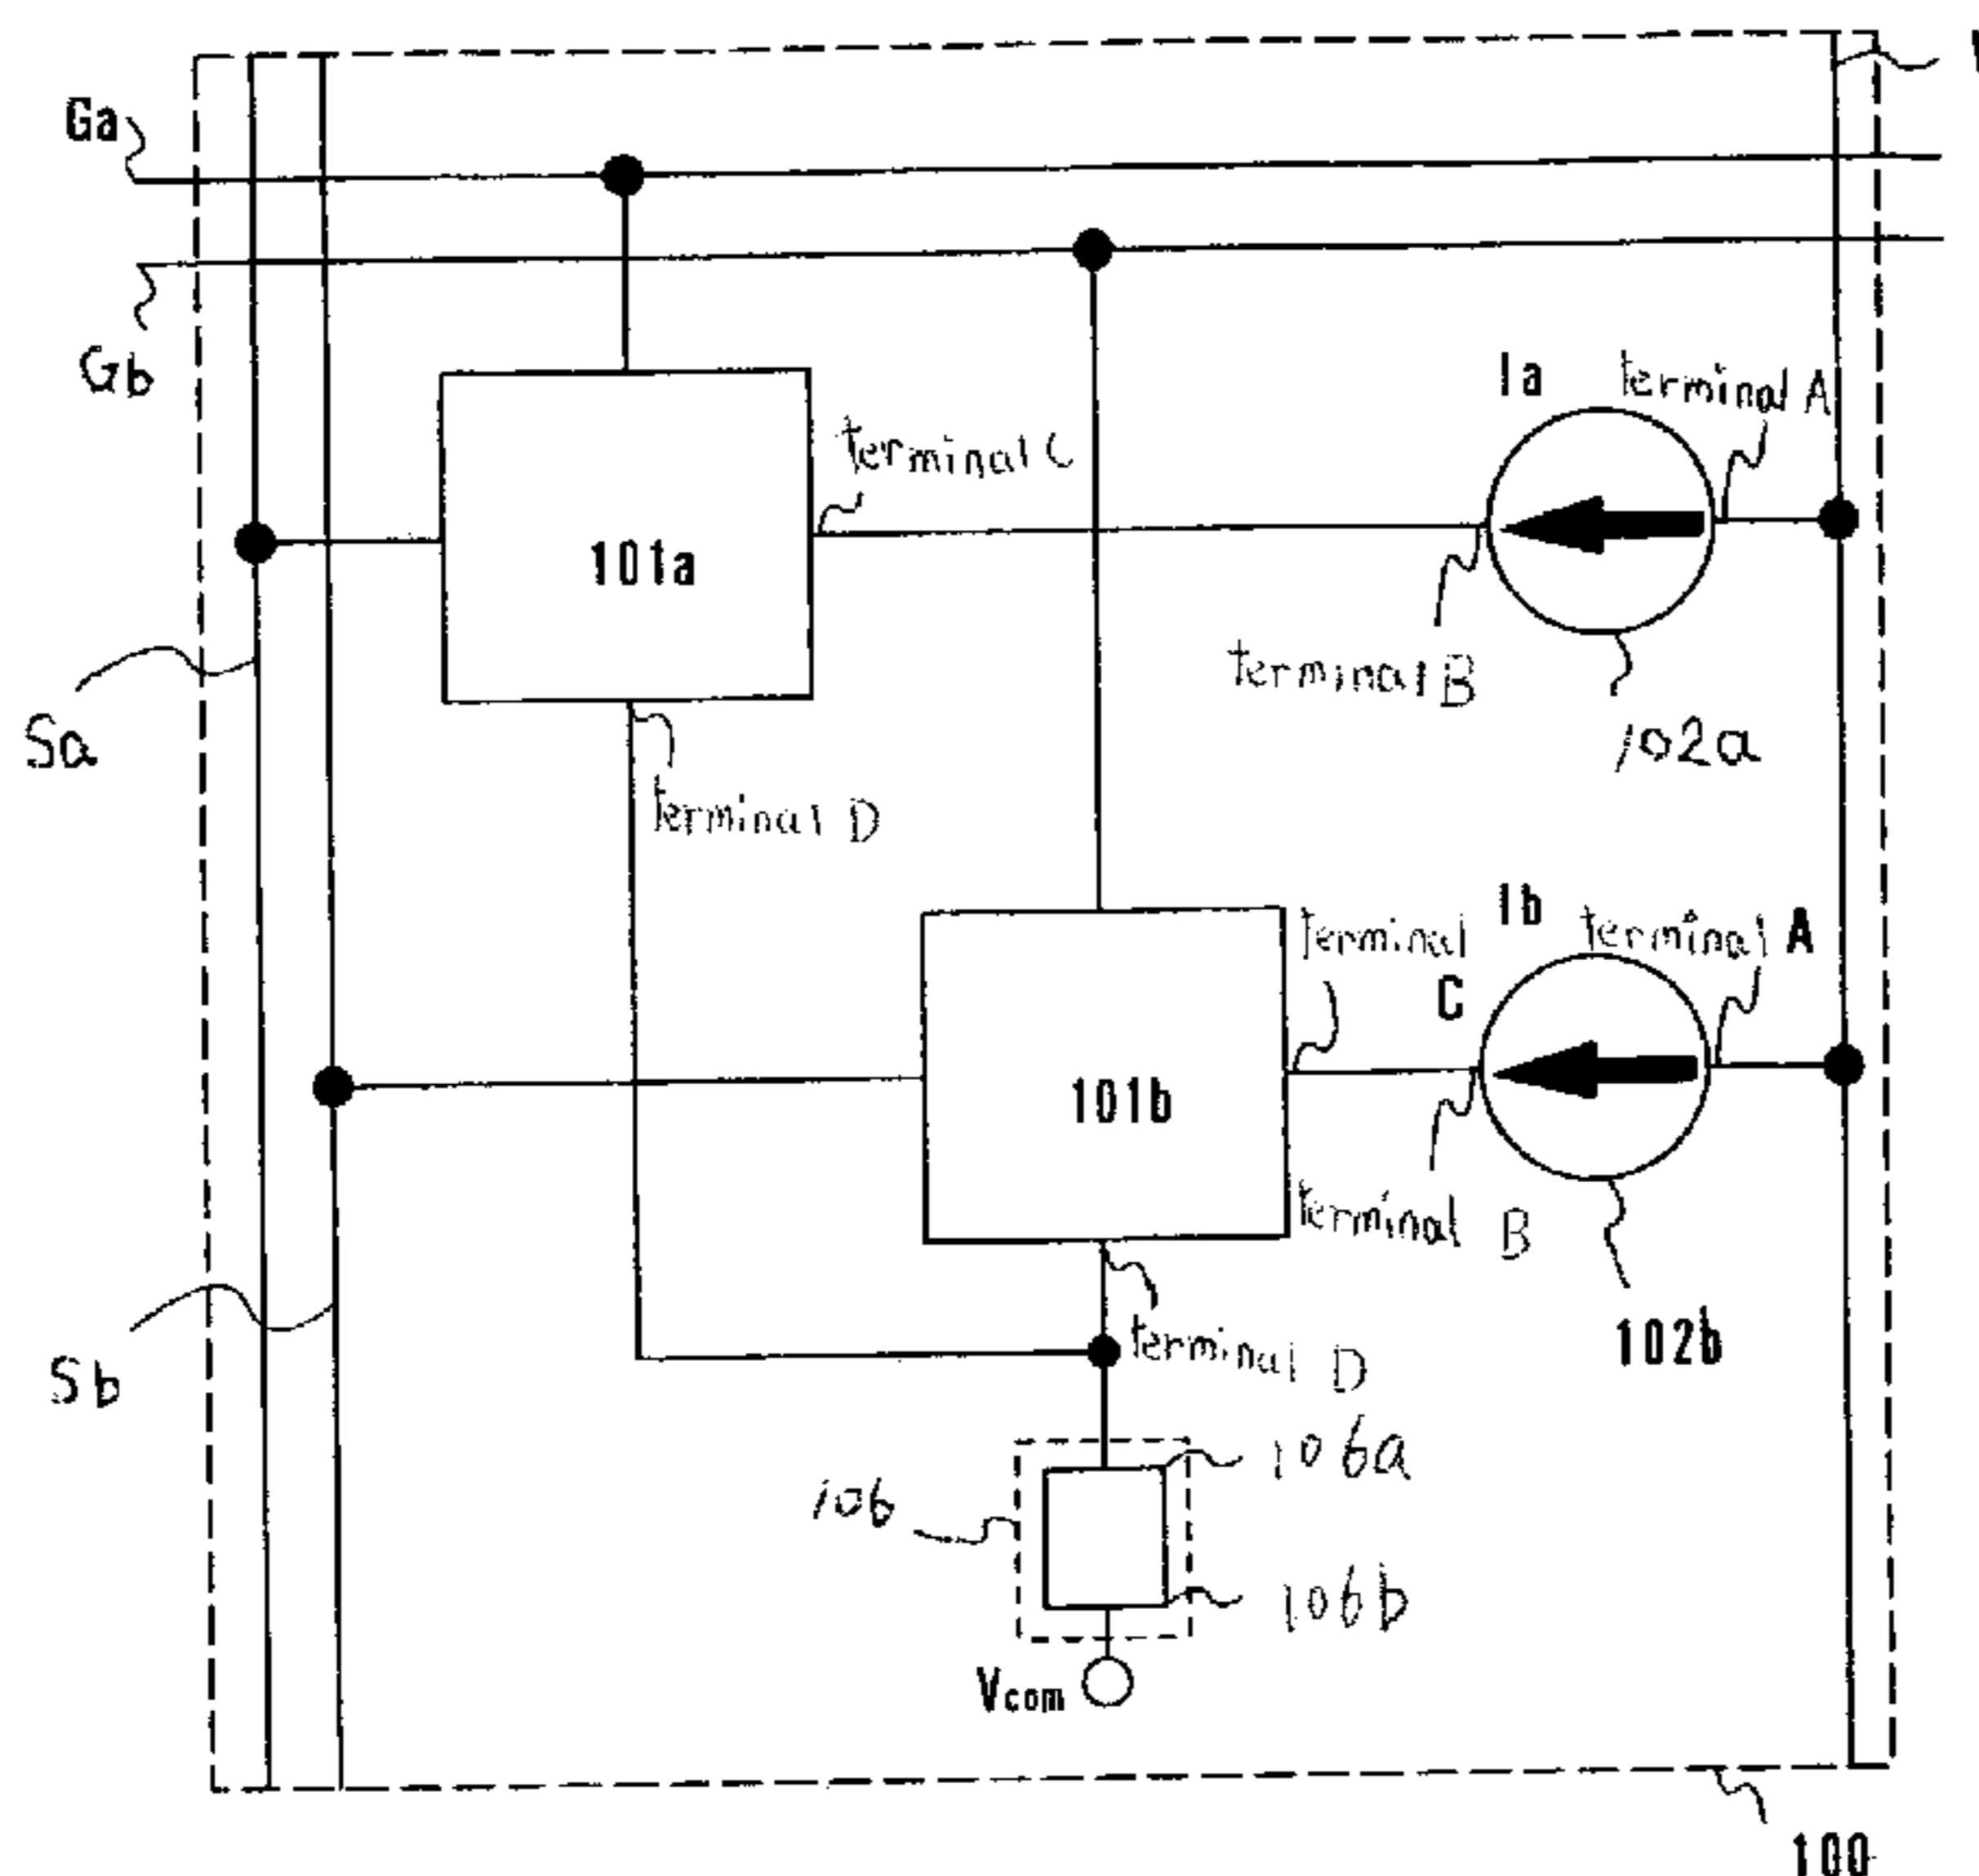 Ga
Gb
Ia
terminal A
terminal C
101a
terminal B
Sa
102a
terminal D
Ib
terminal A
terminal
C
101b
terminal B
102b
terminal D
Sb
106a
106
106b
Vcom
100